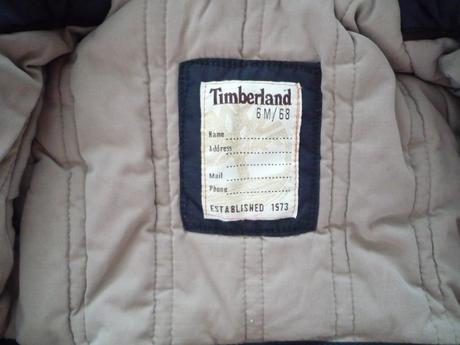 Timberland
6M/68
Name
Address
Mail
Phone
ESTABLISHED 1973